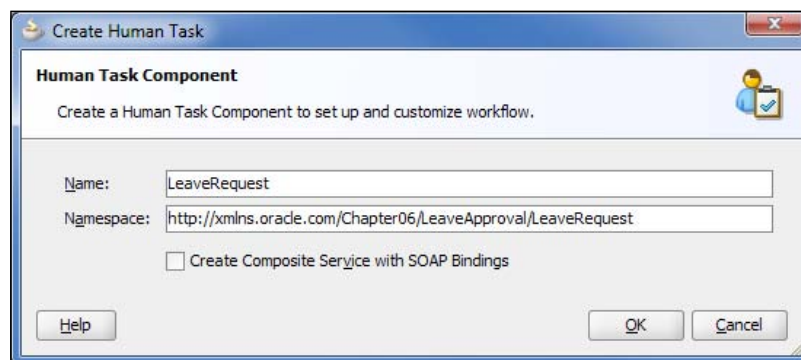 Create Human Task
Human Task Component
Create a Human Task Component to set up and customize workflow.
Name: LeaveRequest
Namespace: http://xmlns.oracle.com/Chapter06/LeaveApproval/LeaveRequest
Create Composite Service with SOAP Bindings
Help OK Cancel